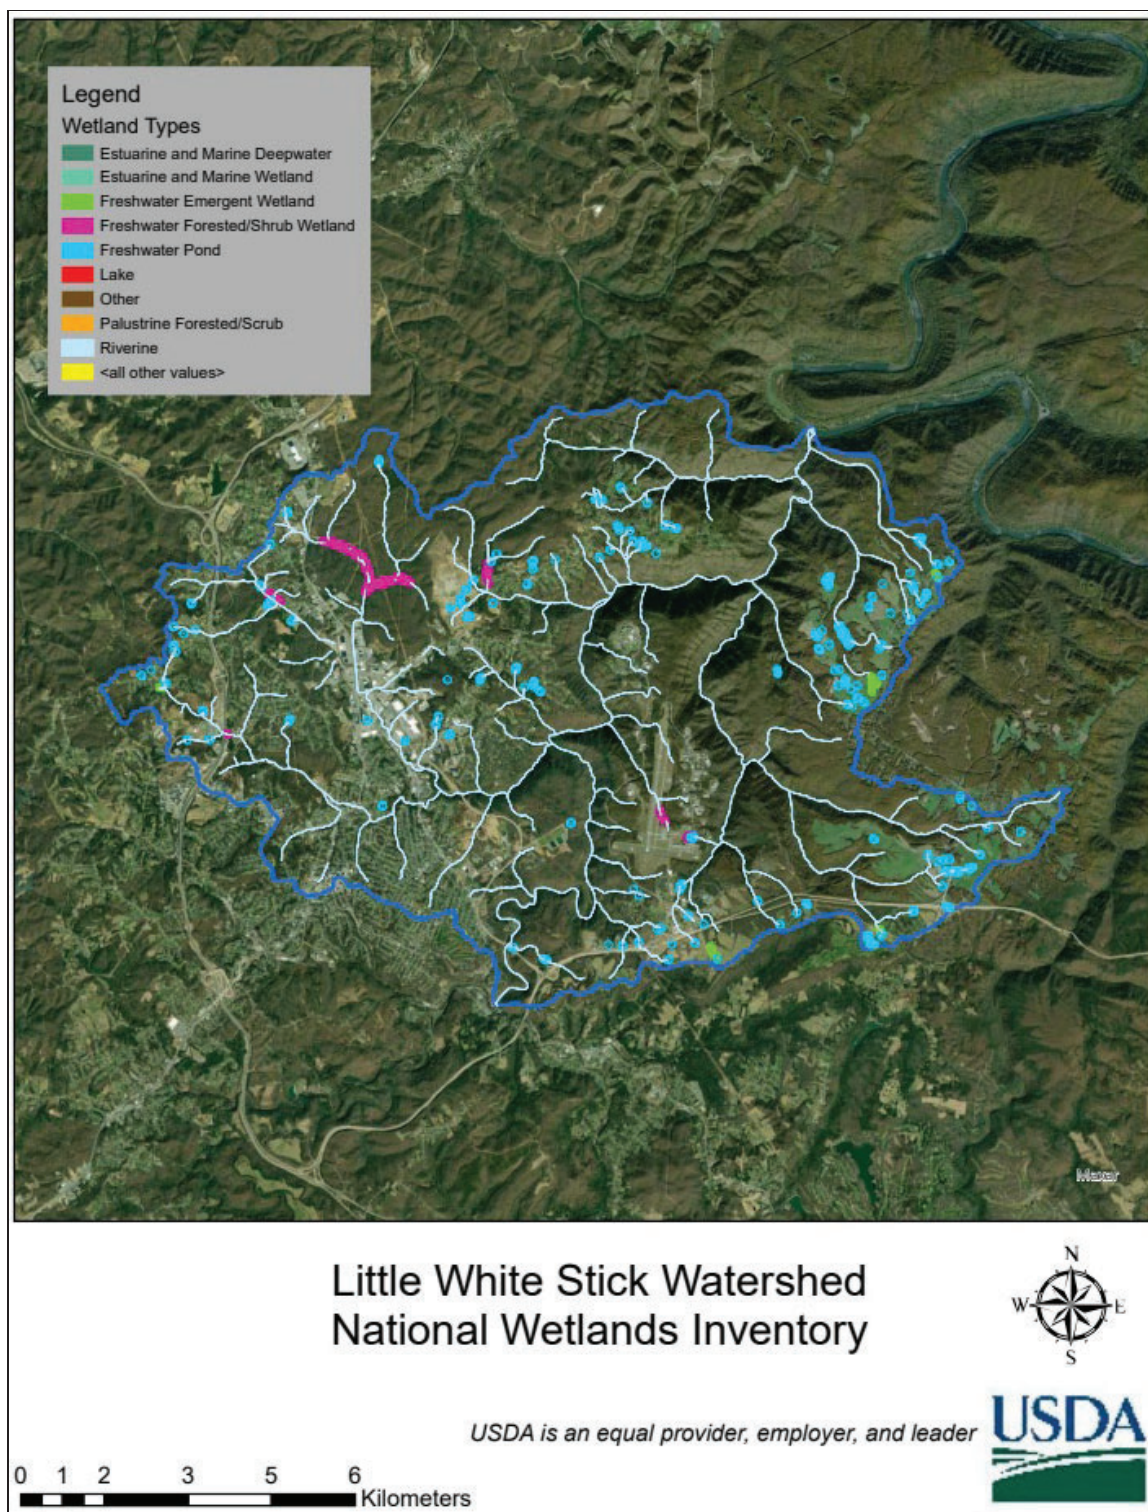 Legend
Wetland Types
Estuarine and Marine Deepwater
Estuarine and Marine Wetland
Freshwater Emergent Wetland
Freshwater Forested/Shrub Wetland
Freshwater Pond
Lake
Other
Palustrine Forested/Scrub
Riverine
<all other values>
Maxar
Little White Stick Watershed
National Wetlands Inventory
N
W E
S
USDA is an equal provider, employer, and leader
USDA
0 1 2 3 5 6
Kilometers